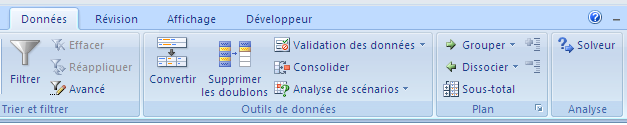 Données Révision Affichage Développeur
Filtrer
Effacer
Réappliquer
Avancé
Trier et filtrer
Convertir
Supprimer
les doublons
Validation des données
Consolider
Analyse de scénarios
Outils de données
Grouper
Dissocier
Sous-total
Plan
Solveur
Analyse